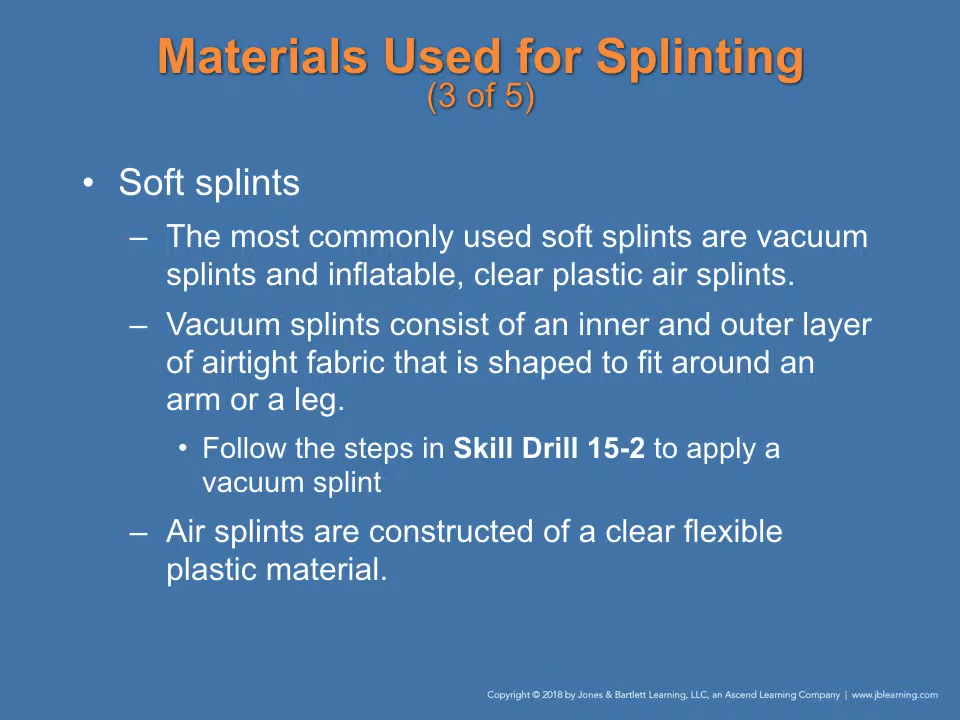 Materials Used for Splinting
(3 of 5)
• Soft splints
– The most commonly used soft splints are vacuum
splints and inflatable, clear plastic air splints.
– Vacuum splints consist of an inner and outer layer
of airtight fabric that is shaped to fit around an
arm or a leg.
• Follow the steps in Skill Drill 15-2 to apply a
vacuum splint
– Air splints are constructed of a clear flexible
plastic material.
Copyright © 2018 by Jones & Bartlett Learning, LLC, an Ascend Learning Company | www.jblearning.com